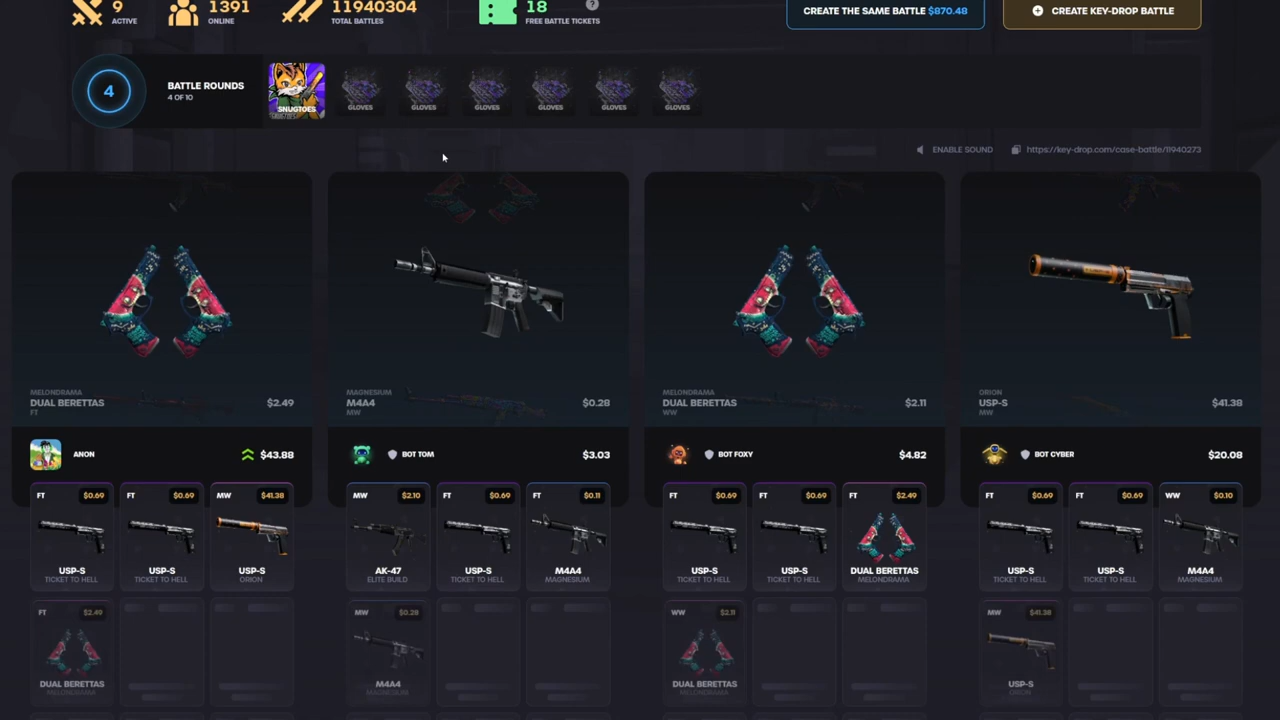 9
ACTIVE
1391
ONLINE
11940304
TOTAL BATTLES
18
?
FREE BATTLE TICKETS
CREATE THE SAME BATTLE $870.48
CREATE KEY-DROP BATTLE
4
BATTLE ROUNDS
4 OF 10
SNUGTOES
GLOVES
GLOVES
GLOVES
GLOVES
GLOVES
GLOVES
ENABLE SOUND
https://key-drop.com/case-battle/11940273
MELONDRAMA
DUAL BERETTAS
FT
$2.49
MAGNESIUM
M4A4
MW
$0.28
MELONDRAMA
DUAL BERETTAS
WW
$2.11
ORION
USP-S
MW
$41.38
ANON
$43.88
BOT TOM
$3.03
BOT FOXY
$4.82
BOT CYBER
$20.08
FT $0.69
USP-S
TICKET TO HELL
FT $0.69
USP-S
TICKET TO HELL
MW $41.38
USP-S
ORION
MW $2.10
AK-47
ELITE BUILD
FT $0.69
USP-S
TICKET TO HELL
FT $0.11
M4A4
MAGNESIUM
FT $0.69
USP-S
TICKET TO HELL
FT $0.69
USP-S
TICKET TO HELL
FT $2.49
DUAL BERETTAS
MELONDRAMA
FT $0.69
USP-S
TICKET TO HELL
FT $0.69
USP-S
TICKET TO HELL
WW $0.10
M4A4
MAGNESIUM
FT $2.49
DUAL BERETTAS
MELONDRAMA
MW $0.28
M4A4
MAGNESIUM
WW $2.11
DUAL BERETTAS
MELONDRAMA
MW $41.38
USP-S
ORION